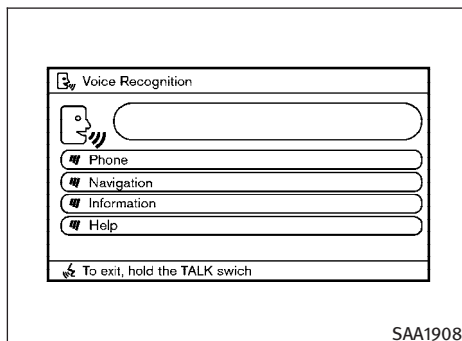 Voice Recognition
Phone
Navigation
Information
Help
To exit, hold the TALK swich
SAA1908